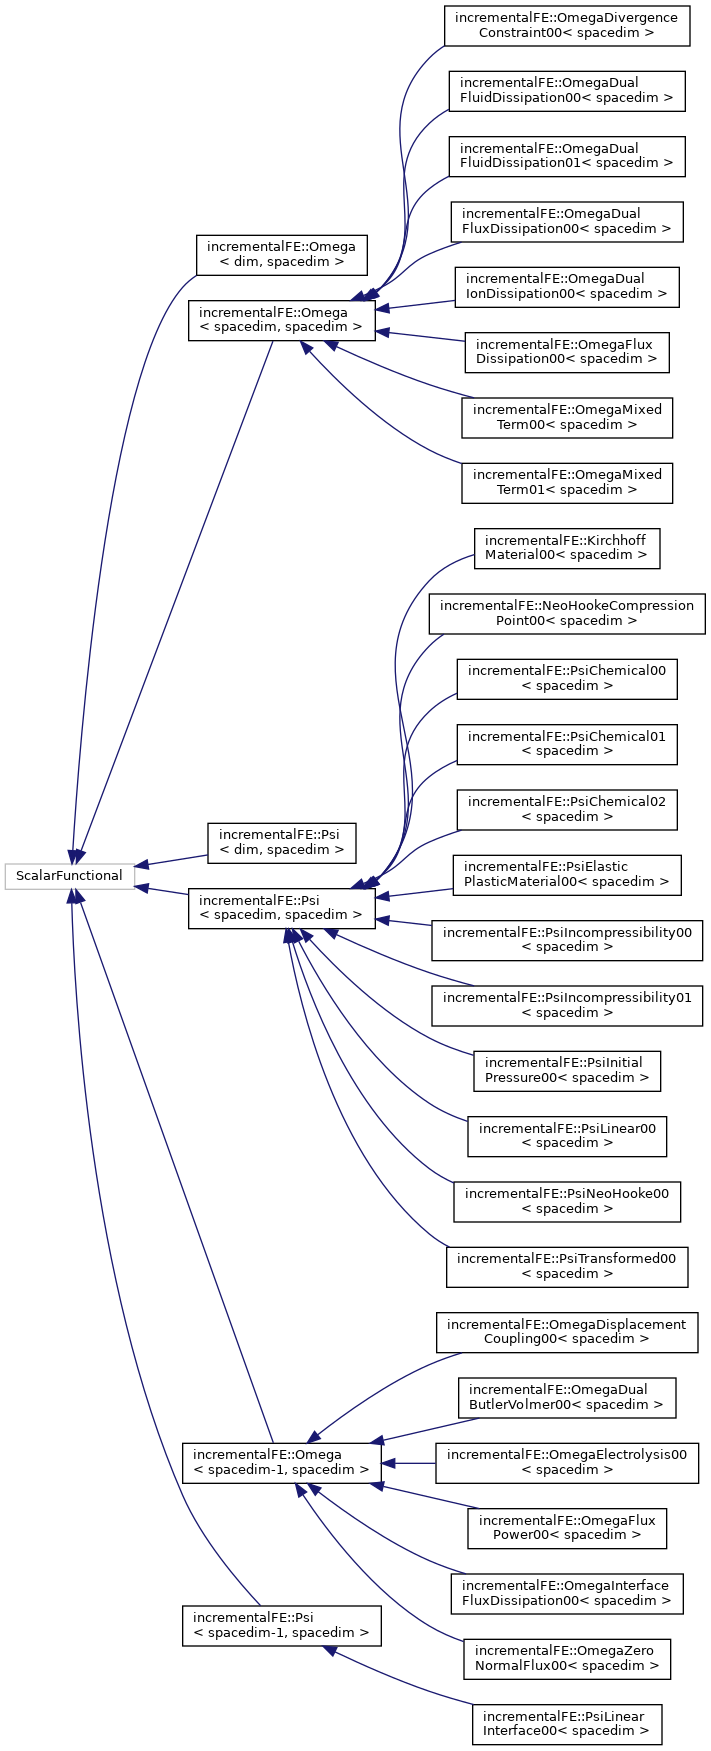 incrementalFE::OmegaDivergence
Constraint00< spacedim >
incrementalFE::OmegaDual
FluidDissipation00< spacedim >
incrementalFE::OmegaDual
FluidDissipation01< spacedim >
incrementalFE::OmegaDual
FluxDissipation00< spacedim >
incrementalFE::Omega
< dim, spacedim >
incrementalFE::OmegaDual
IonDissipation00< spacedim >
incrementalFE::Omega
< spacedim, spacedim >
incrementalFE::OmegaFlux
Dissipation00< spacedim >
incrementalFE::OmegaMixed
Term00< spacedim >
incrementalFE::OmegaMixed
Term01< spacedim >
incrementalFE::Kirchhoff
Material00< spacedim >
incrementalFE::NeoHookeCompression
Point00< spacedim >
incrementalFE::PsiChemical00
< spacedim >
incrementalFE::PsiChemical01
< spacedim >
incrementalFE::PsiChemical02
< spacedim >
incrementalFE::Psi
< dim, spacedim >
ScalarFunctional
incrementalFE::PsiElastic
PlasticMaterial00< spacedim >
incrementalFE::Psi
< spacedim, spacedim >
incrementalFE::PsiIncompressibility00
< spacedim >
incrementalFE::PsiIncompressibility01
< spacedim >
incrementalFE::PsiInitial
Pressure00< spacedim >
incrementalFE::PsiLinear00
< spacedim >
incrementalFE::PsiNeoHooke00
< spacedim >
incrementalFE::PsiTransformed00
< spacedim >
incrementalFE::OmegaDisplacement
Coupling00< spacedim >
incrementalFE::OmegaDual
ButlerVolmer00< spacedim >
incrementalFE::Omega
< spacedim-1, spacedim >
incrementalFE::OmegaElectrolysis00
< spacedim >
incrementalFE::OmegaFlux
Power00< spacedim >
incrementalFE::OmegaInterface
FluxDissipation00< spacedim >
incrementalFE::Psi
< spacedim-1, spacedim >
incrementalFE::OmegaZero
NormalFlux00< spacedim >
incrementalFE::PsiLinear
Interface00< spacedim >